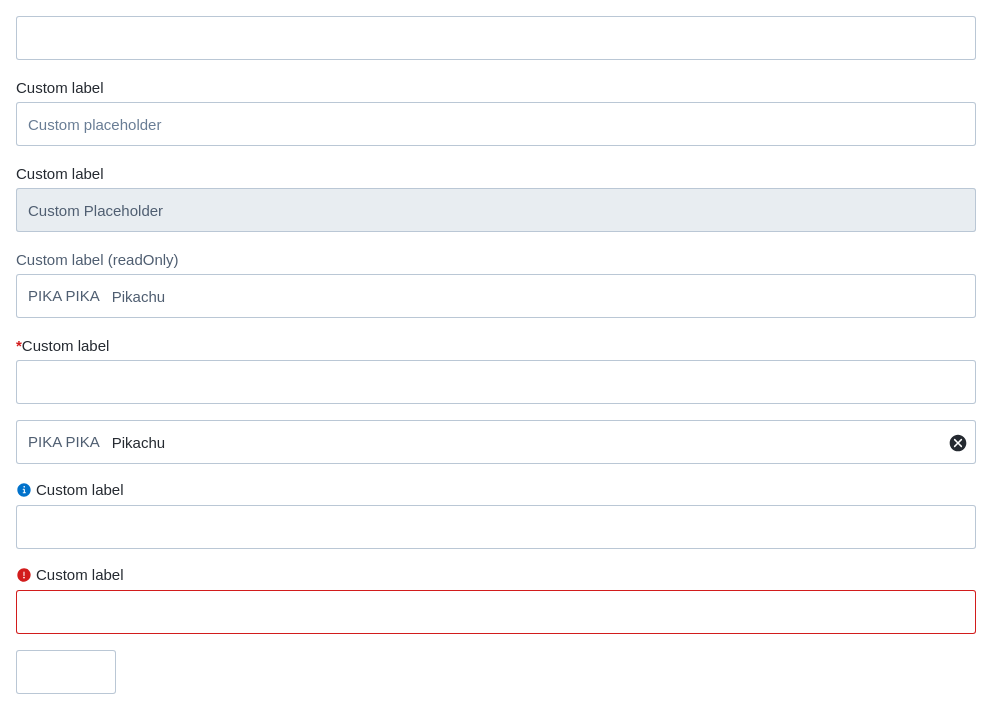 Custom label
Custom placeholder
Custom label
Custom Placeholder
Custom label (readOnly)
PIKA PIKA Pikachu
*Custom label
PIKA PIKA Pikachu
Custom label
Custom label